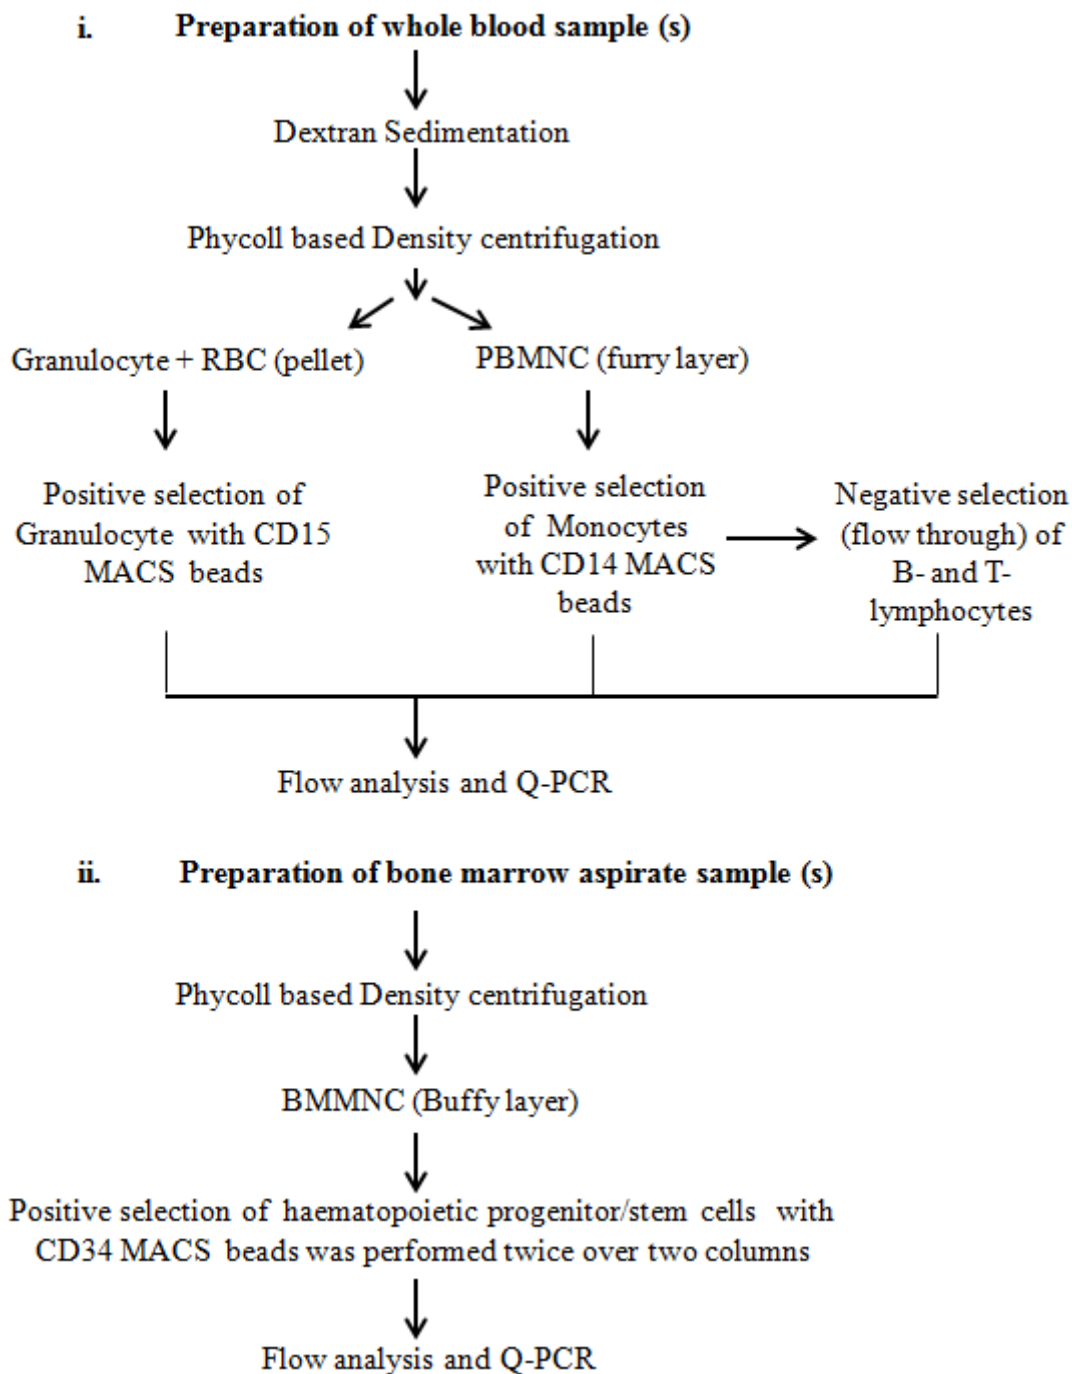 i. Preparation of whole blood sample (s)
Dextran Sedimentation
Phycoll based Density centrifugation
Granulocyte + RBC (pellet)
PBMNC (furry layer)
Positive selection of
Granulocyte with CD15
MACS beads
Positive selection
of Monocytes
with CD14 MACS
beads
Negative selection
(flow through) of
B- and T-
lymphocytes
Flow analysis and Q-PCR
ii. Preparation of bone marrow aspirate sample (s)
Phycoll based Density centrifugation
BMMNC (Buffy layer)
Positive selection of haematopoietic progenitor/stem cells with
CD34 MACS beads was performed twice over two columns
Flow analysis and Q-PCR